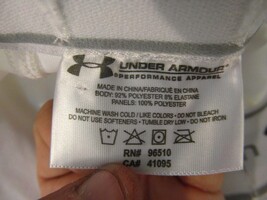 UNDER ARMOUR
PERFORMANCE APPAREL
MADE IN CHINA/FABRIQUÉ EN CHINA
BODY: 92% POLYESTER 8% ELASTANE
PANELS: 100% POLYESTER
MACHINE WASH COLD / LIKE COLORS • DO NOT BLEACH
DO NOT USE SOFTENERS • TUMBLE DRY LOW • DO NOT IRON
RN# 96510
CA# 41095